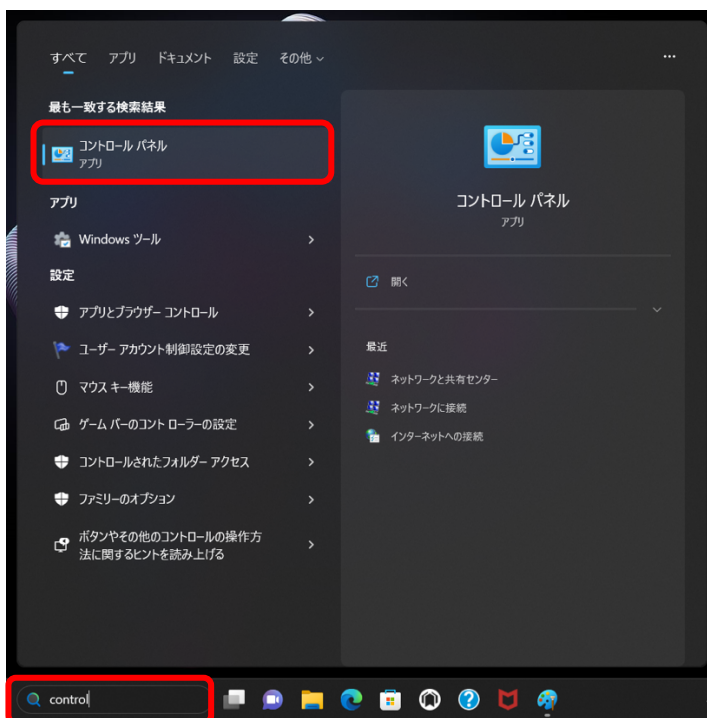 すべて アプリ ドキュメント 設定 その他
最も一致する検索結果
コントロール パネル
アプリ
アプリ
Windows ツール
設定
アプリとブラウザー コントロール
ユーザー アカウント制御設定の変更
マウス キー機能
ゲーム バーのコント ローラーの設定
コントロールされたフォルダー アクセス
ファミリーのオプション
ボタンやその他のコントロールの操作方
法に関するヒントを読み上げる
コントロール パネル
アプリ
開く
最近
ネットワークと共有センター
ネットワークに接続
インターネットへの接続
control